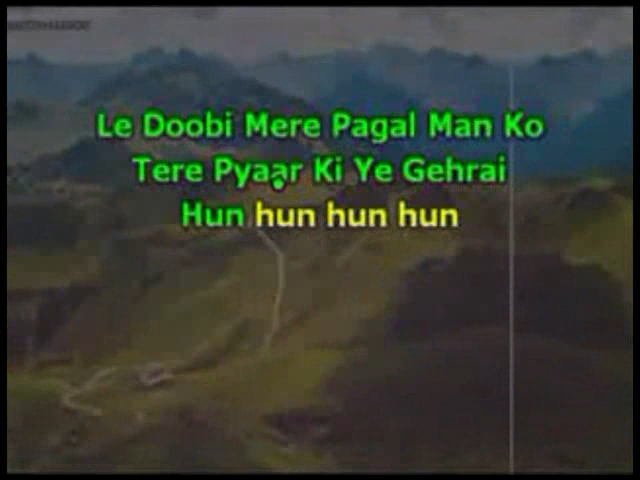 Le Doobi Mere Pagal Man Ko
Tere Pyaar Ki Ye Gehrai
Hun hun hun hun